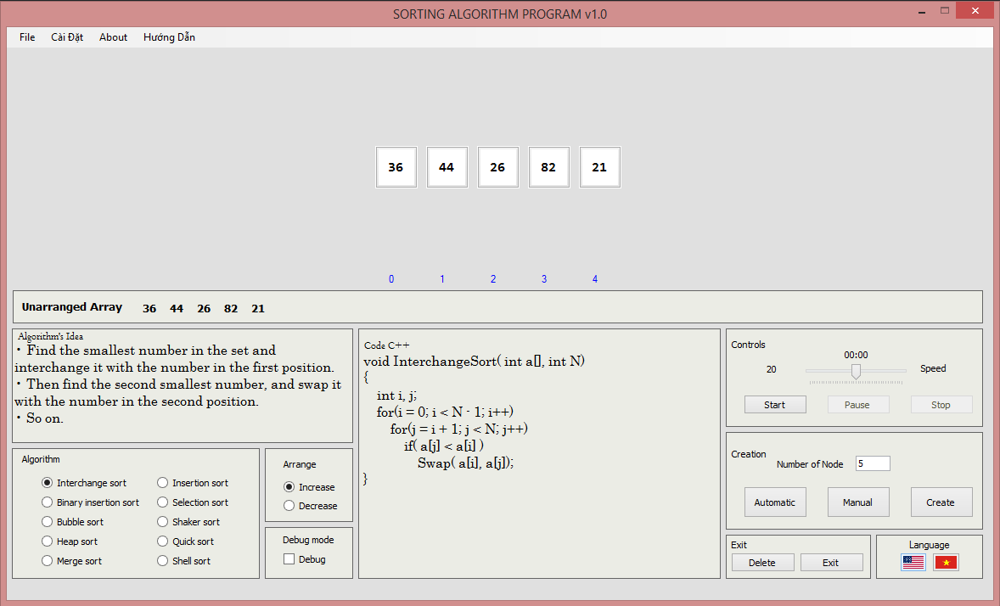 SORTING ALGORITHM PROGRAM v1.0
File Cài Đặt About Hướng Dẫn
36 44 26 82 21
0 1 2 3 4
Unarranged Array 36 44 26 82 21
Algorithm's Idea
• Find the smallest number in the set and
interchange it with the number in the first position.
• Then find the second smallest number, and swap it
with the number in the second position.
• So on.
Code C++
void InterchangeSort( int a[], int N)
{
int i, j;
for(i = 0; i < N - 1; i++)
for(j = i + 1; j < N; j++)
if( a[j] < a[i] )
Swap( a[i], a[j]);
}
Controls
00:00
20 Speed
Start Pause Stop
Algorithm
Interchange sort Insertion sort
Binary insertion sort Selection sort
Bubble sort Shaker sort
Heap sort Quick sort
Merge sort Shell sort
Arrange
Increase
Decrease
Debug mode
Debug
Creation
Number of Node 5
Automatic Manual Create
Exit
Delete Exit
Language